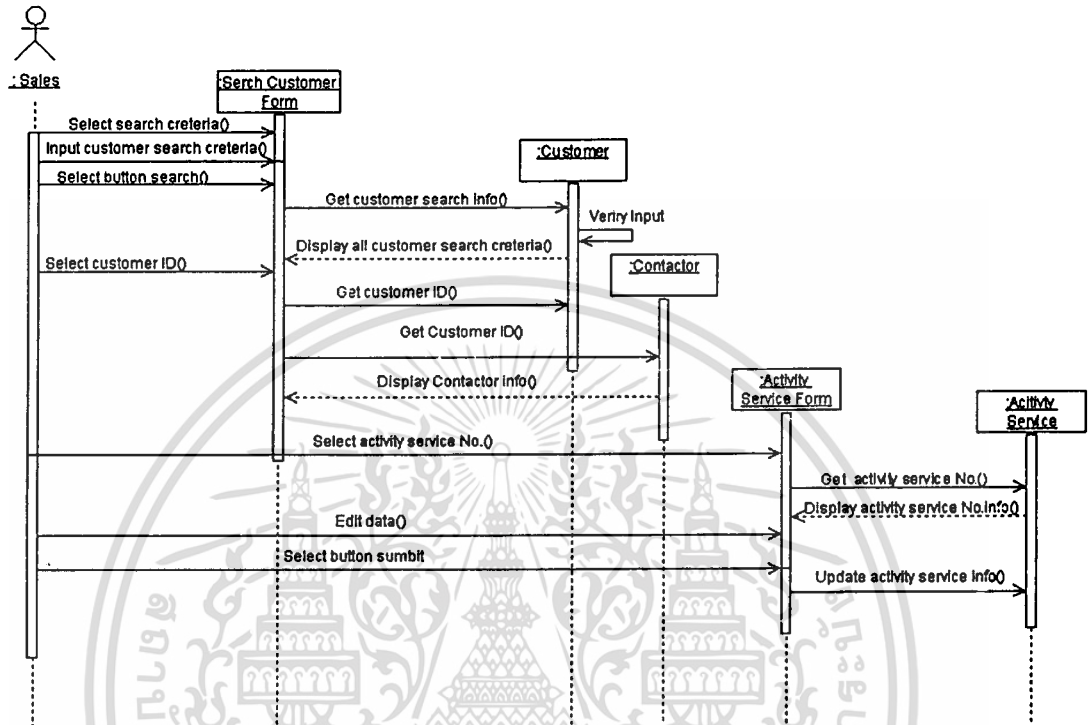 : Sales
:Serch Customer
Form
Select search creteria()
Input customer search creteria()
Select button search()
:Customer
Get customer search info()
Veriry Input
Display all customer search creteria()
Select customer ID()
:Contactor
Get customer ID()
Get Customer ID()
Display Contactor info()
:Activity
Service Form
:Acitivity
Service
Select activity service No.()
Get activity service No.()
Display activity service No.info()
Edit data()
Select button sumbit
Update activity service info()